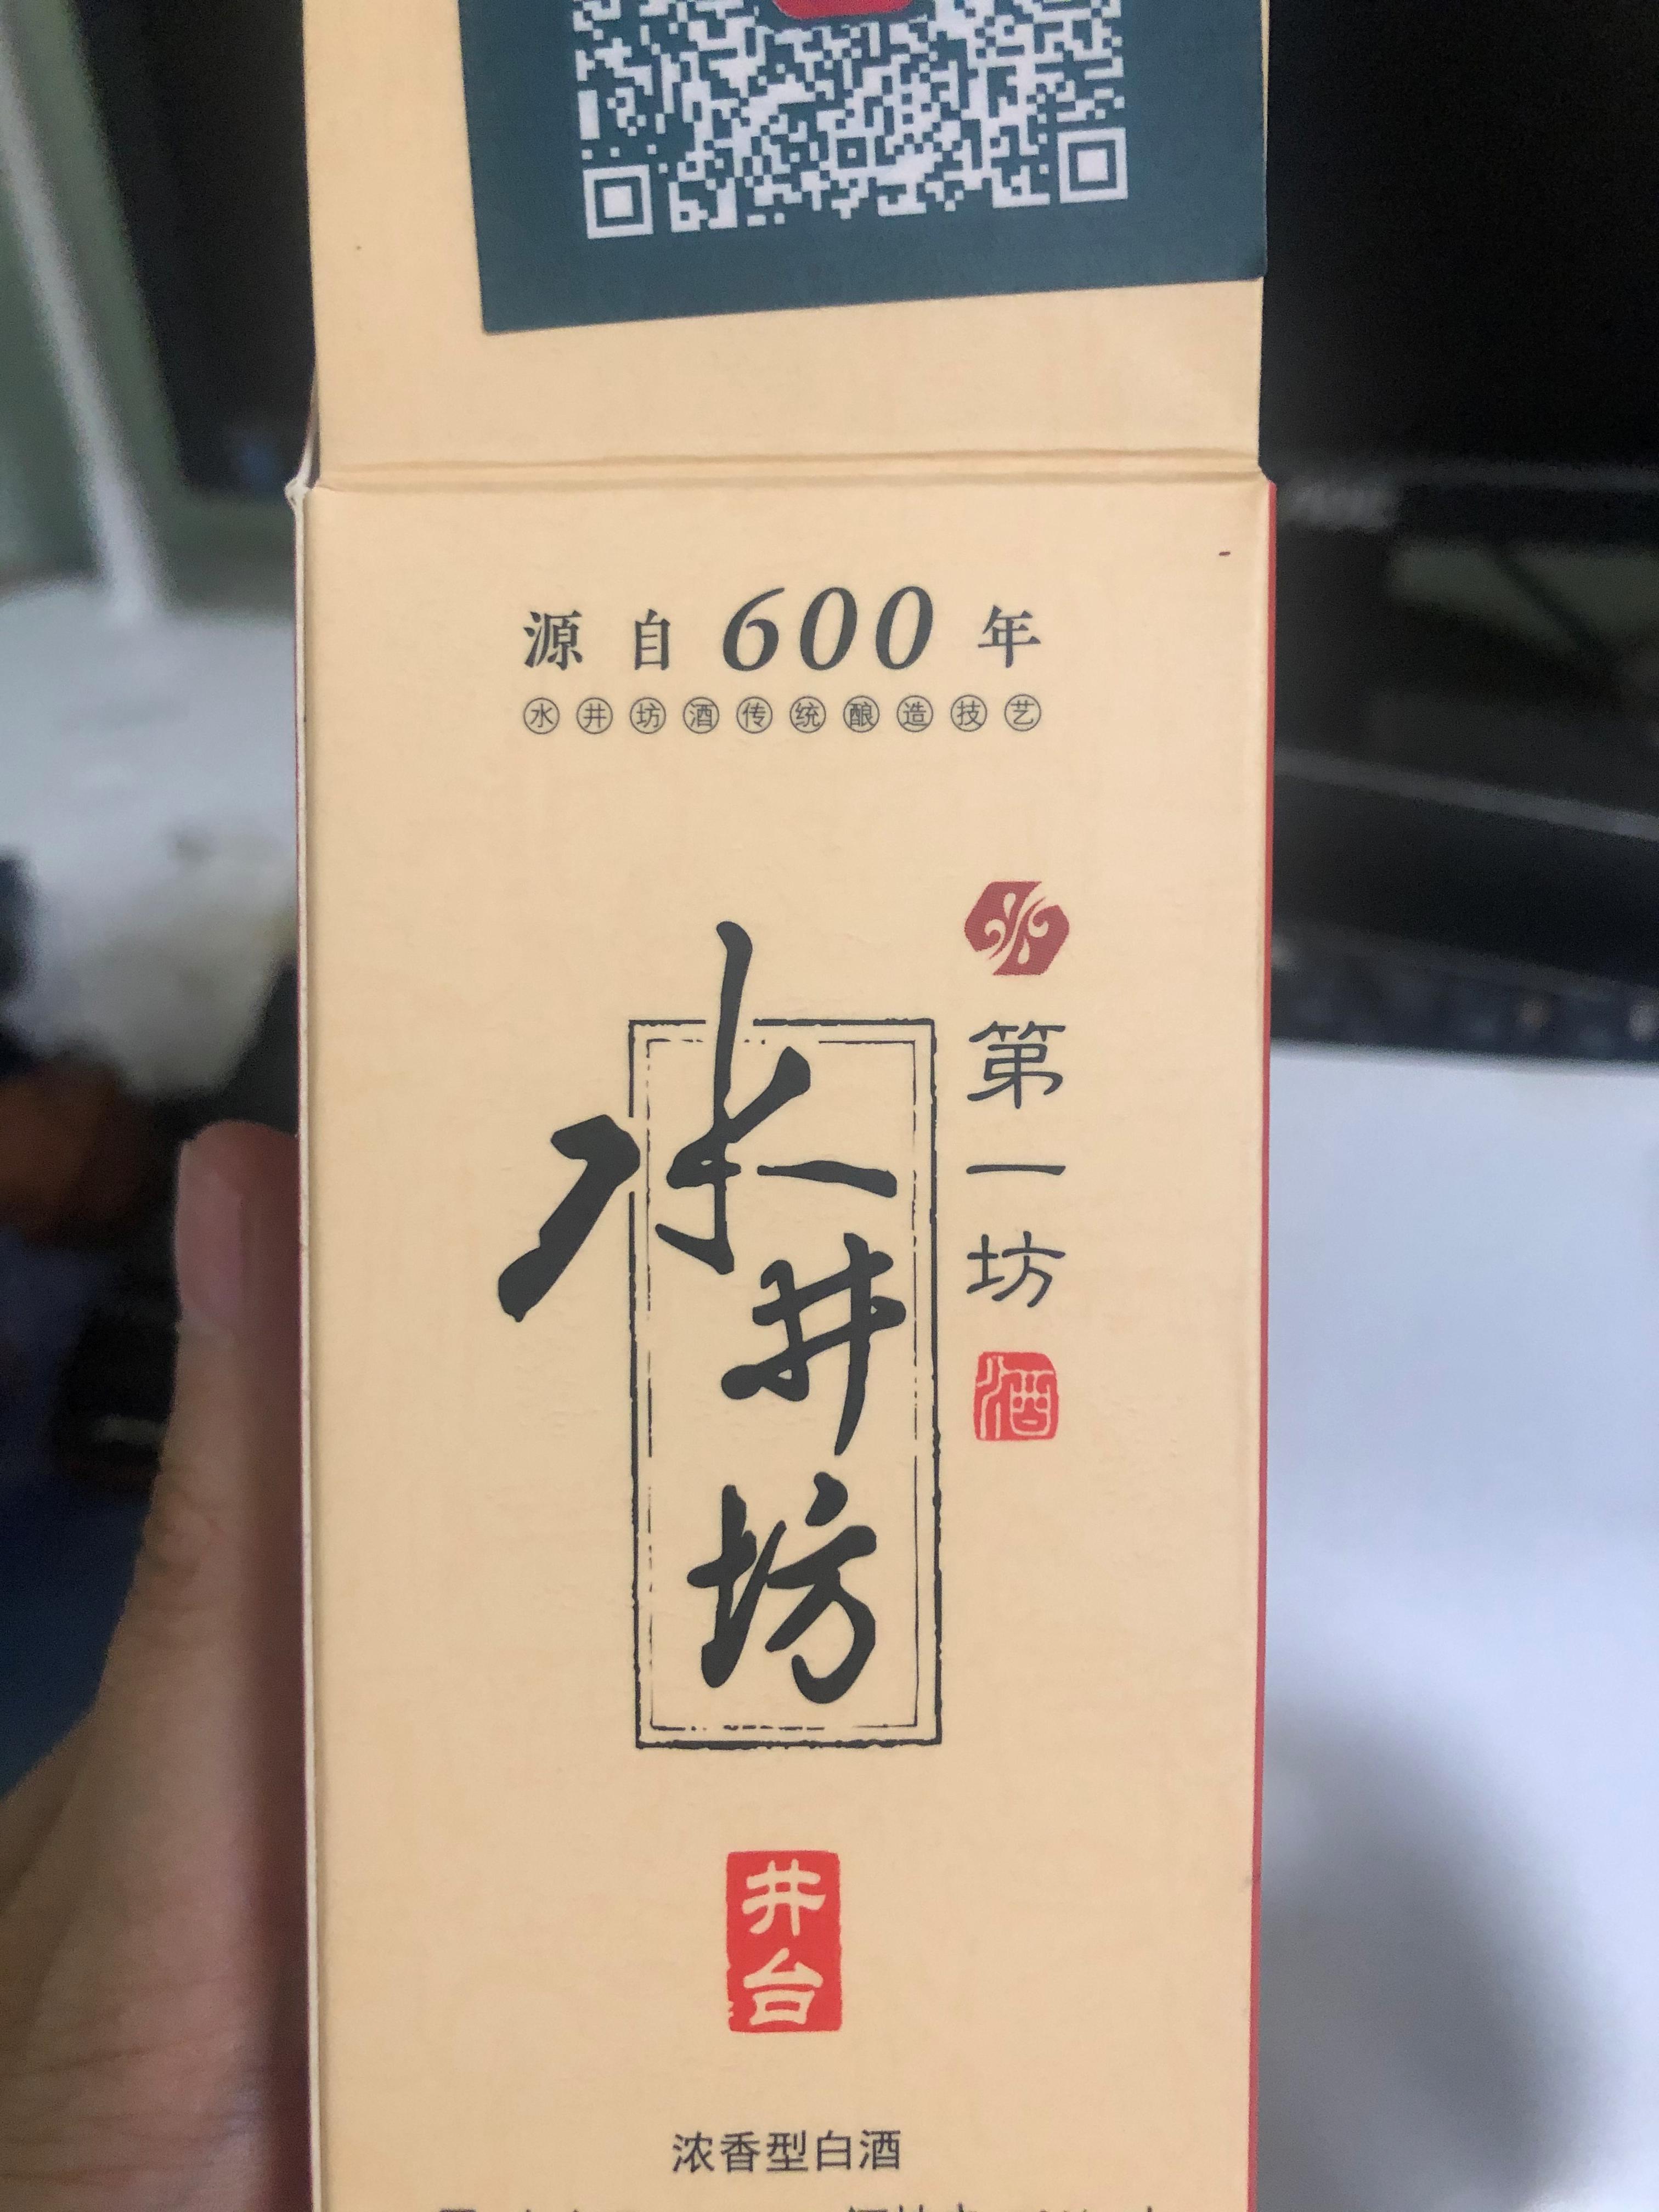 源自600年
水井坊酒传统酿造技艺
第一坊
酒
水井坊
井台
浓香型白酒